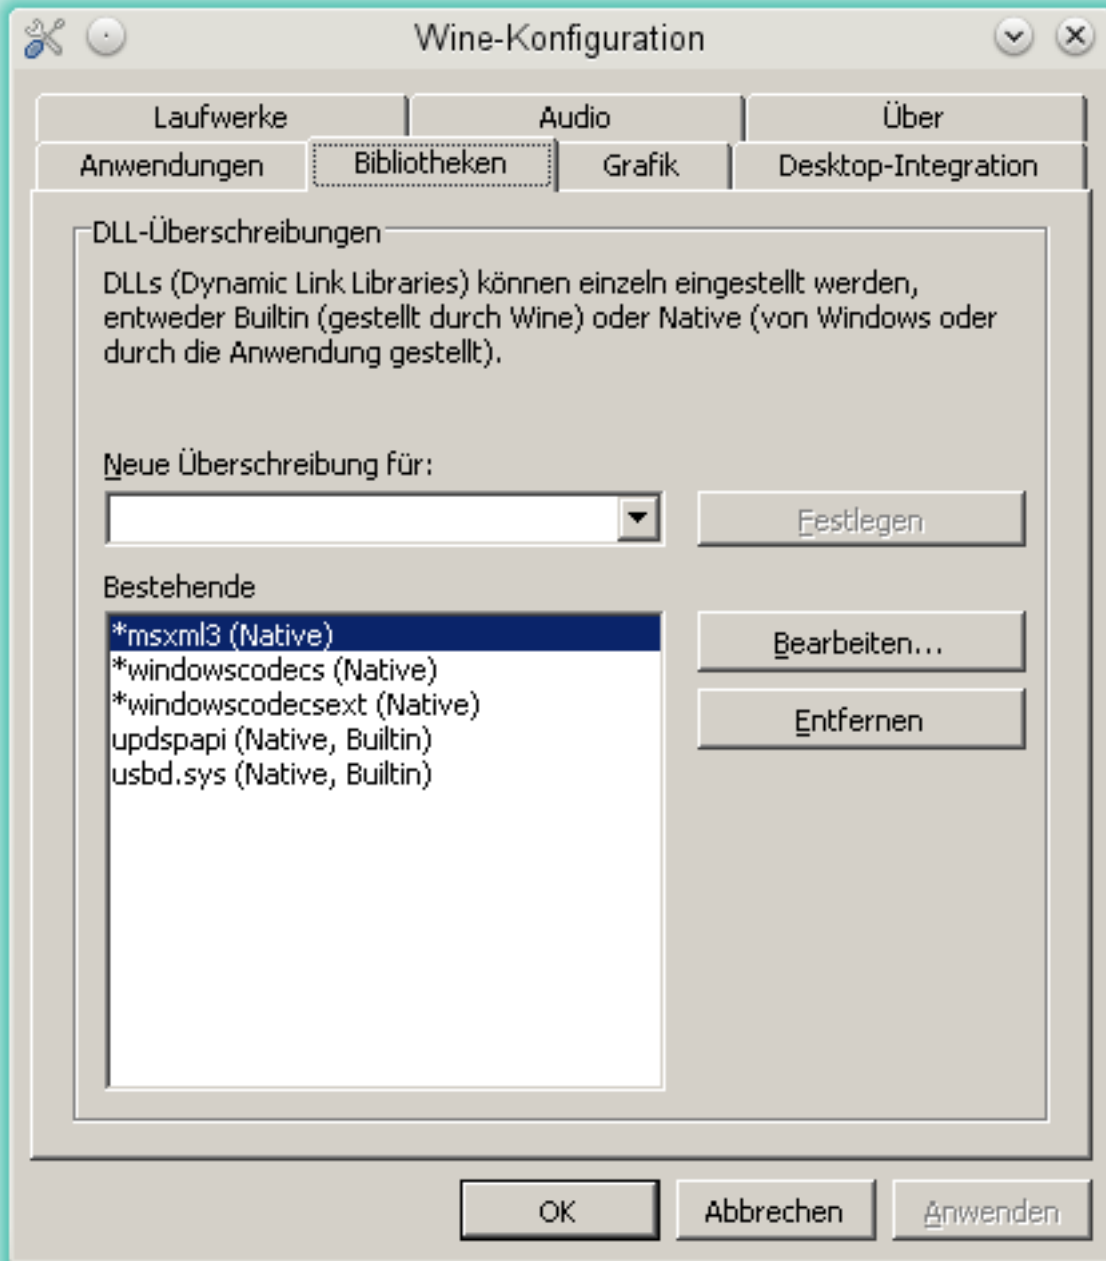 Wine-Konfiguration
Laufwerke
Audio
Über
Anwendungen
Bibliotheken
Grafik
Desktop-Integration
DLL-Überschreibungen
DLLs (Dynamic Link Libraries) können einzeln eingestellt werden,
entweder Builtin (gestellt durch Wine) oder Native (von Windows oder
durch die Anwendung gestellt).
Neue Überschreibung für:
Festlegen
Bestehende
*msxml3 (Native)
*windowscodecs (Native)
*windowscodecsext (Native)
updspapi (Native, Builtin)
usbd.sys (Native, Builtin)
Bearbeiten...
Entfernen
OK
Abbrechen
Anwenden